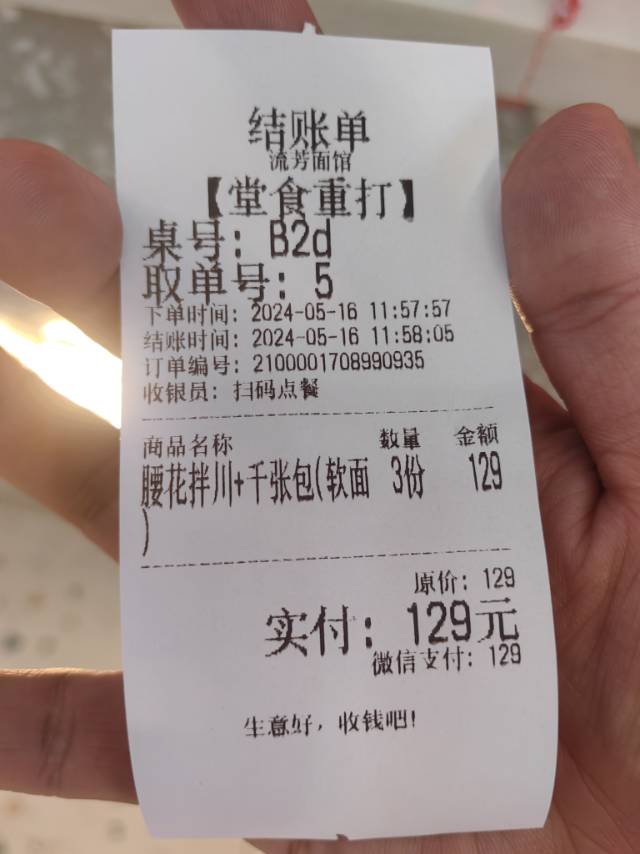 结账单
流芳面馆
【堂食重打】
桌号: B2d
取单号: 5
下单时间: 2024-05-16 11:57:57
结账时间: 2024-05-16 11:58:05
订单编号: 2100001708990935
收银员: 扫码点餐
商品名称 数量 金额
腰花拌川+千张包(软面 3份 129
)
原价: 129
实付: 129元
微信支付: 129
生意好，收钱吧!